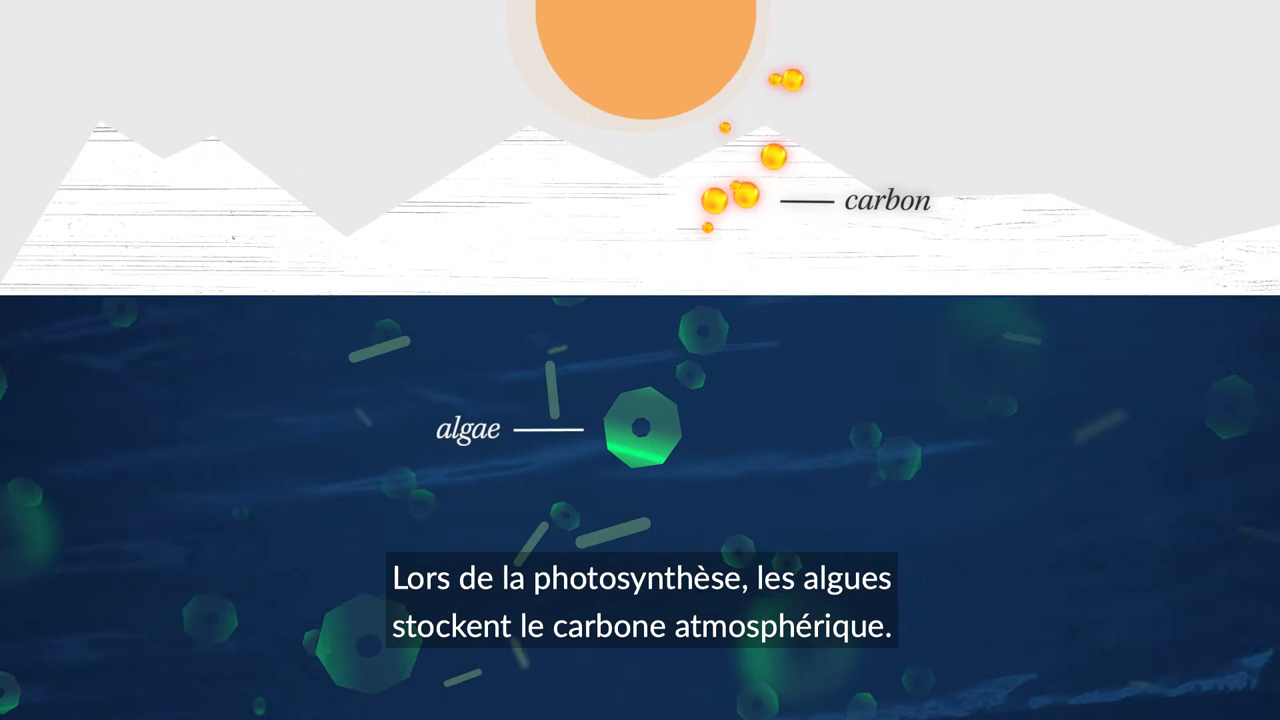 carbon
algae
Lors de la photosynthèse, les algues
stockent le carbone atmosphérique.